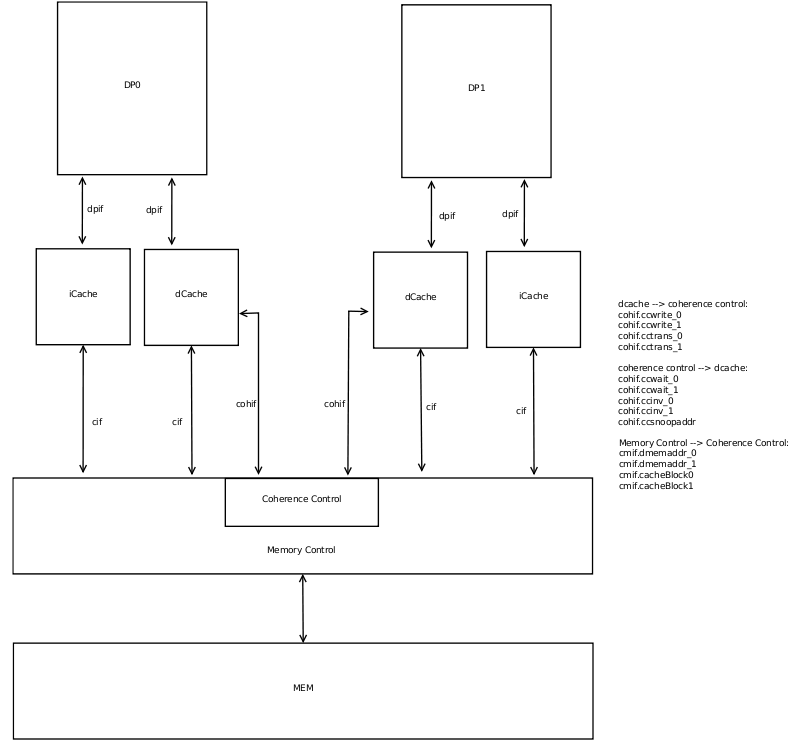 DP0
DP1
dpif
dpif
dpif
dpif
iCache
dCache
dCache
iCache
cohif
cohif
cif
cif
cif
cif
Coherence Control
Memory Control
MEM
dcache --> coherence control:
cohif.ccwrite_0
cohif.ccwrite_1
cohif.cctrans_0
cohif.cctrans_1
coherence control --> dcache:
cohif.ccwait_0
cohif.ccwait_1
cohif.ccinv_0
cohif.ccinv_1
cohif.ccsnoopaddr
Memory Control --> Coherence Control:
cmif.dmemaddr_0
cmif.dmemaddr_1
cmif.cacheBlock0
cmif.cacheBlock1